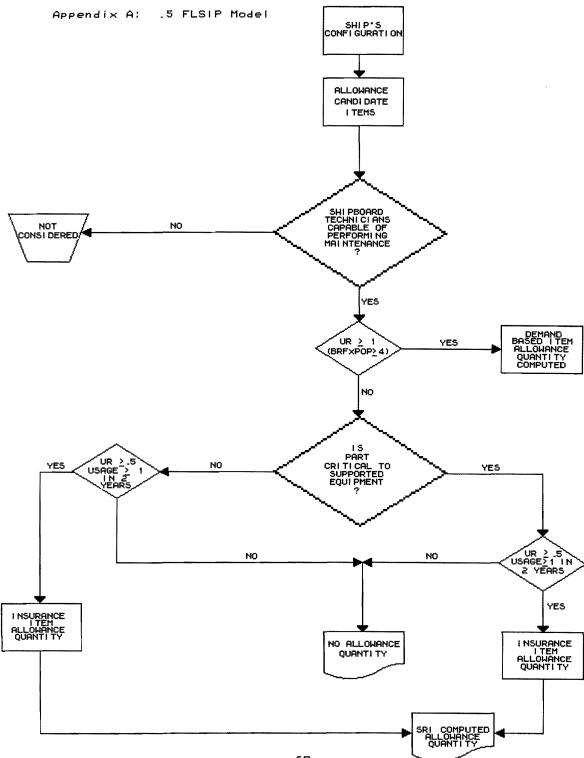 Appendix A: .5 FLSIP Model
SHIP'S
CONFIGURATION
ALLOWANCE
CANDIDATE
ITEMS
SHIPBOARD
TECHNICIANS
CAPABLE OF
PERFORMING
MAINTENANCE
?
NO
NOT
CONSIDERED
YES
UR ≥ 1
(BRFxPOP≥4)
YES
DEMAND
BASED ITEM
ALLOWANCE
QUANTITY
COMPUTED
NO
IS
PART
CRITICAL TO
SUPPORTED
EQUIPMENT
?
NO
YES
UR ≥ .5
USAGE ≥ 1
IN 2
YEARS
YES
NO
UR ≥ .5
USAGE≥1 IN
2 YEARS
NO
YES
INSURANCE
ITEM
ALLOWANCE
QUANTITY
NO ALLOWANCE
QUANTITY
INSURANCE
ITEM
ALLOWANCE
QUANTITY
SRI COMPUTED
ALLOWANCE
QUANTITY